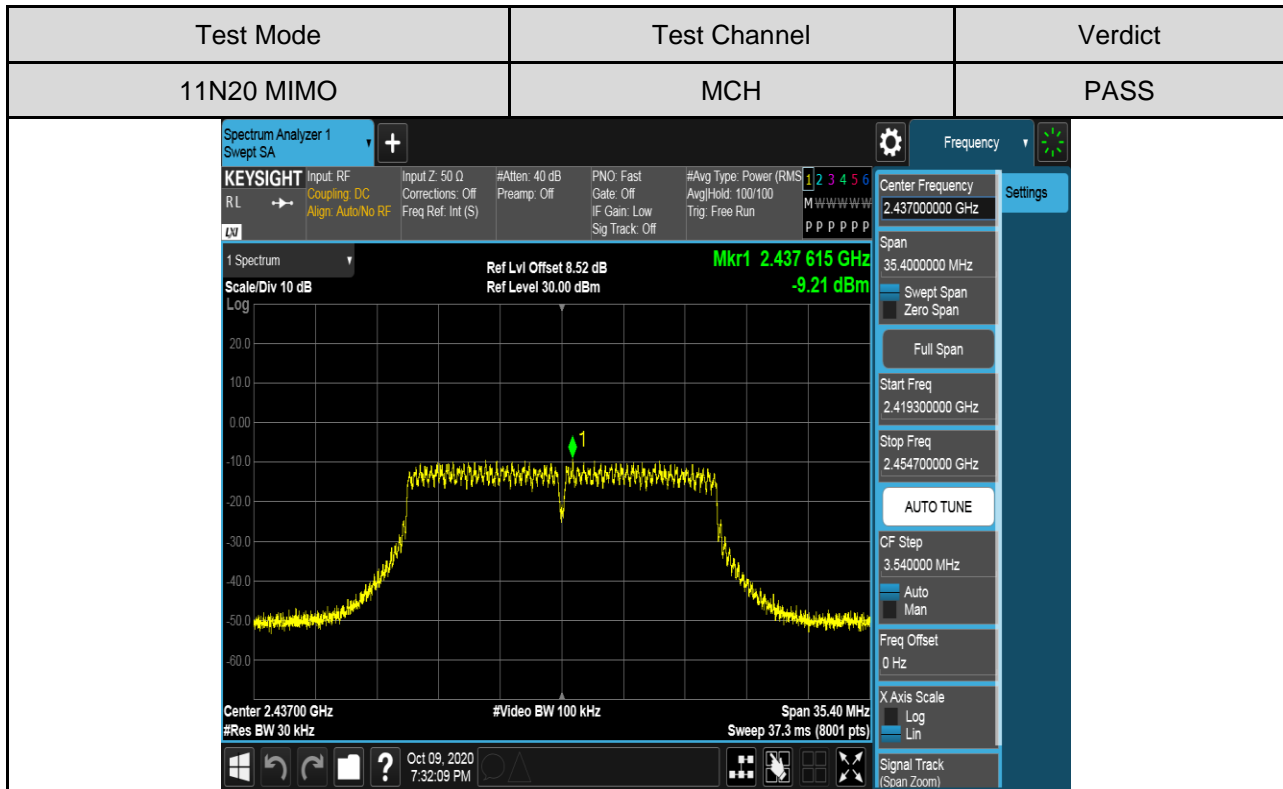 Test Mode Test Channel Verdict
11N20 MIMO MCH PASS
Spectrum Analyzer 1
Swept SA
+
Frequency
KEYSIGHT
R L
LXI
Input: RF
Coupling: DC
Align: Auto/No RF
Input Z: 50 Ω
Corrections: Off
Freq Ref: Int (S)
#Atten: 40 dB
Preamp: Off
PNO: Fast
Gate: Off
IF Gain: Low
Sig Track: Off
#Avg Type: Power (RMS
Avg|Hold: 100/100
Trig: Free Run
1 2 3 4 5 6
M W W W W W
P P P P P P
1 Spectrum
Scale/Div 10 dB
Ref Lvl Offset 8.52 dB
Ref Level 30.00 dBm
Mkr1 2.437 615 GHz
-9.21 dBm
Log
20.0
10.0
0.00
-10.0
-20.0
-30.0
-40.0
-50.0
-60.0
1
Center 2.43700 GHz
#Res BW 30 kHz
#Video BW 100 kHz
Span 35.40 MHz
Sweep 37.3 ms (8001 pts)
Center Frequency
2.437000000 GHz
Settings
Span
35.4000000 MHz
Swept Span
Zero Span
Full Span
Start Freq
2.419300000 GHz
Stop Freq
2.454700000 GHz
AUTO TUNE
CF Step
3.540000 MHz
Auto
Man
Freq Offset
0 Hz
X Axis Scale
Log
Lin
Signal Track
(Span Zoom)
?
Oct 09, 2020
7:32:09 PM